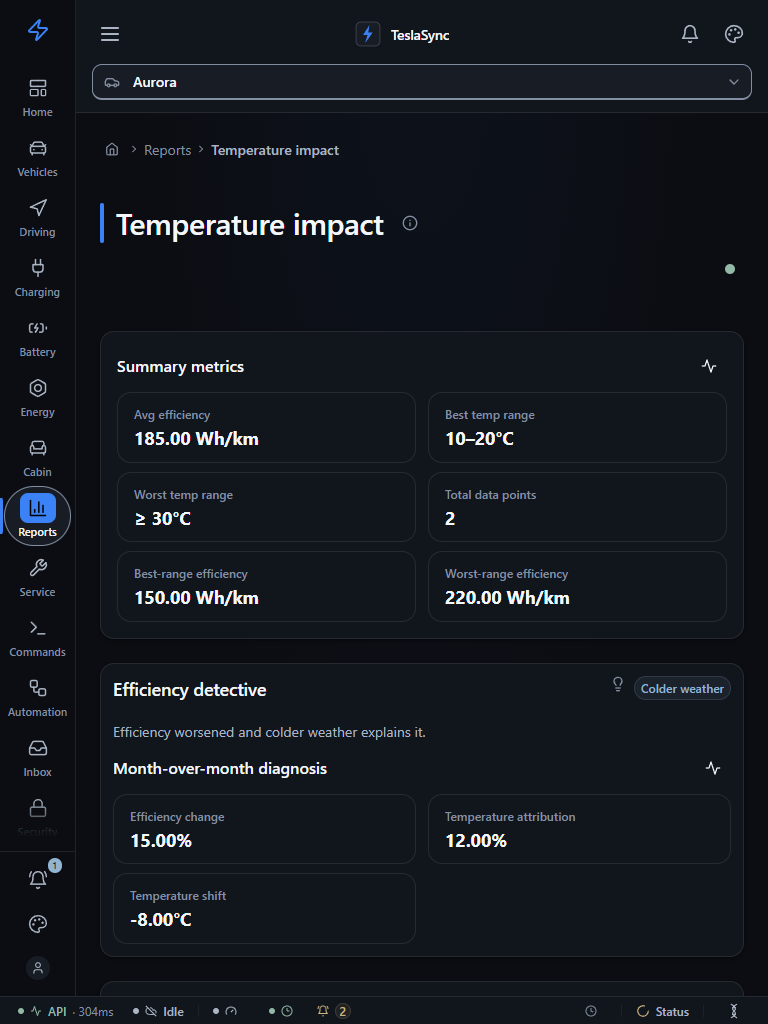 TeslaSync
Aurora
Home
Vehicles
Driving
Charging
Battery
Energy
Cabin
Reports
Service
Commands
Automation
Inbox
Security
1
Reports
Temperature impact
Temperature impact
Summary metrics
Avg efficiency
185.00 Wh/km
Best temp range
10–20°C
Worst temp range
≥ 30°C
Total data points
2
Best-range efficiency
150.00 Wh/km
Worst-range efficiency
220.00 Wh/km
Efficiency detective
Colder weather
Efficiency worsened and colder weather explains it.
Month-over-month diagnosis
Efficiency change
15.00%
Temperature attribution
12.00%
Temperature shift
-8.00°C
API · 304ms
Idle
2
Status